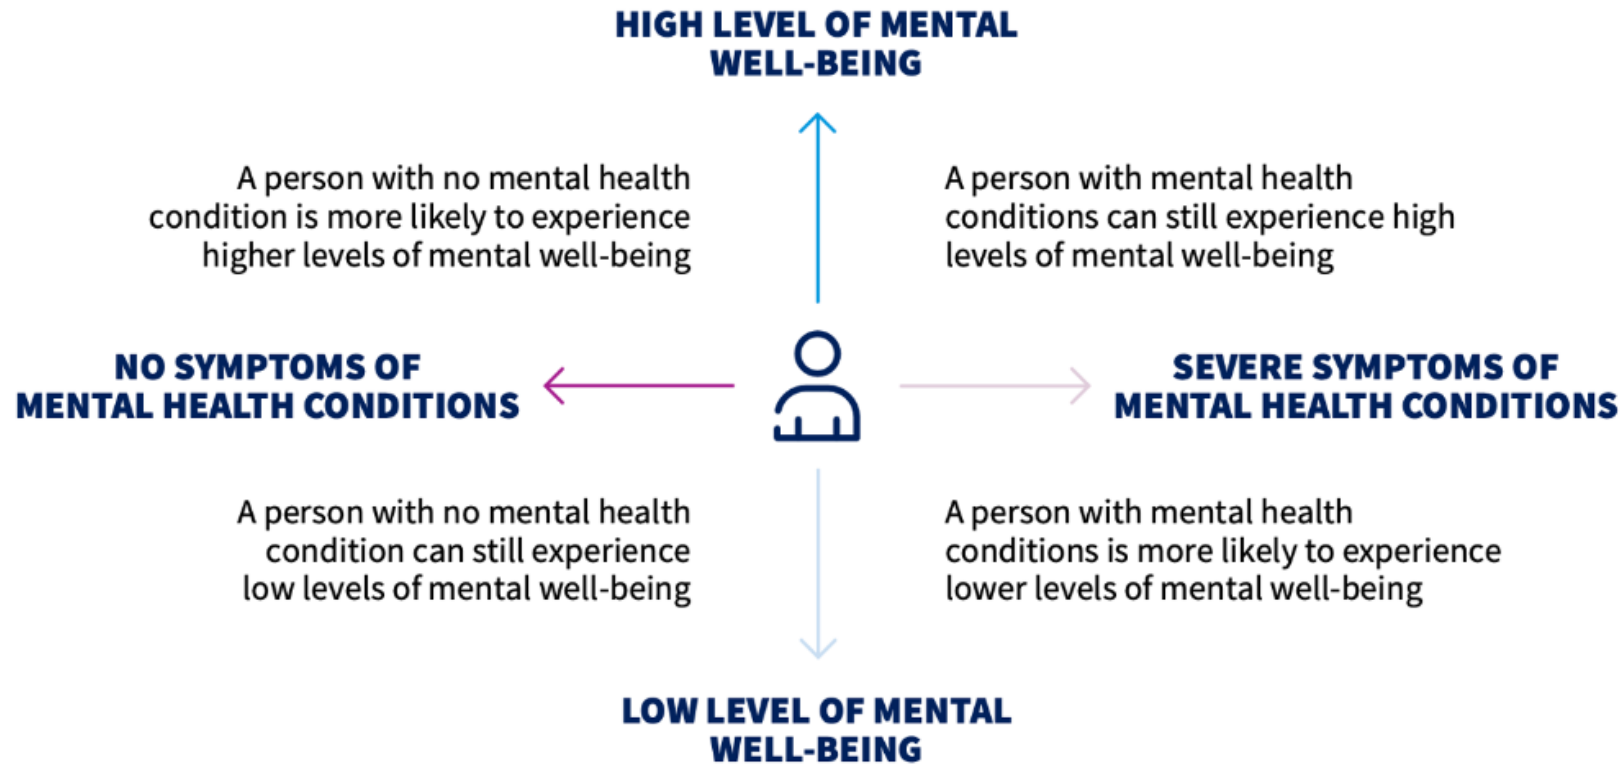 HIGH LEVEL OF MENTAL
WELL-BEING
A person with no mental health
condition is more likely to experience
higher levels of mental well-being
A person with mental health
conditions can still experience high
levels of mental well-being
NO SYMPTOMS OF
MENTAL HEALTH CONDITIONS
SEVERE SYMPTOMS OF
MENTAL HEALTH CONDITIONS
A person with no mental health
condition can still experience
low levels of mental well-being
A person with mental health
conditions is more likely to experience
lower levels of mental well-being
LOW LEVEL OF MENTAL
WELL-BEING